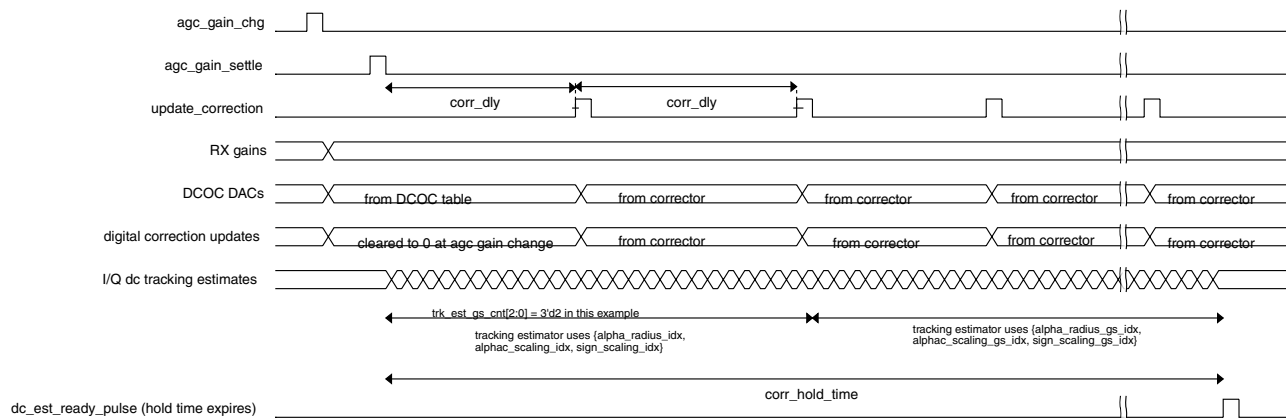 agc_gain_chg
agc_gain_settle
corr_dly
corr_dly
update_correction
RX gains
DCOC DACs
from DCOC table
from corrector
from corrector
from corrector
from corrector
digital correction updates
cleared to 0 at agc gain change
from corrector
from corrector
from corrector
from corrector
I/Q dc tracking estimates
trk_est_gs_cnt[2:0] = 3'd2 in this example
tracking estimator uses {alpha_radius_idx,
alphac_scaling_idx, sign_scaling_idx}
tracking estimator uses {alpha_radius_gs_idx,
alphac_scaling_gs_idx, sign_scaling_gs_idx}
corr_hold_time
dc_est_ready_pulse (hold time expires)